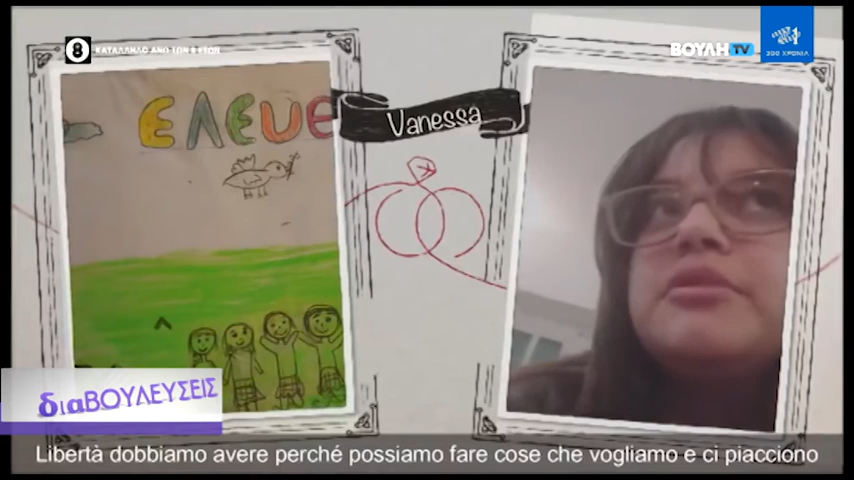 8 ΚΑΤΑΛΛΗΛΟ ΑΝΩ ΤΩΝ 8 ΕΤΩΝ
ΒΟΥΛΗ TV
200 ΧΡΟΝΙΑ
ΕΛΕUΘ
Vanessa
διαΒΟΥΛΕΥΣΕΙΣ
Libertà dobbiamo avere perché possiamo fare cose che vogliamo e ci piacciono